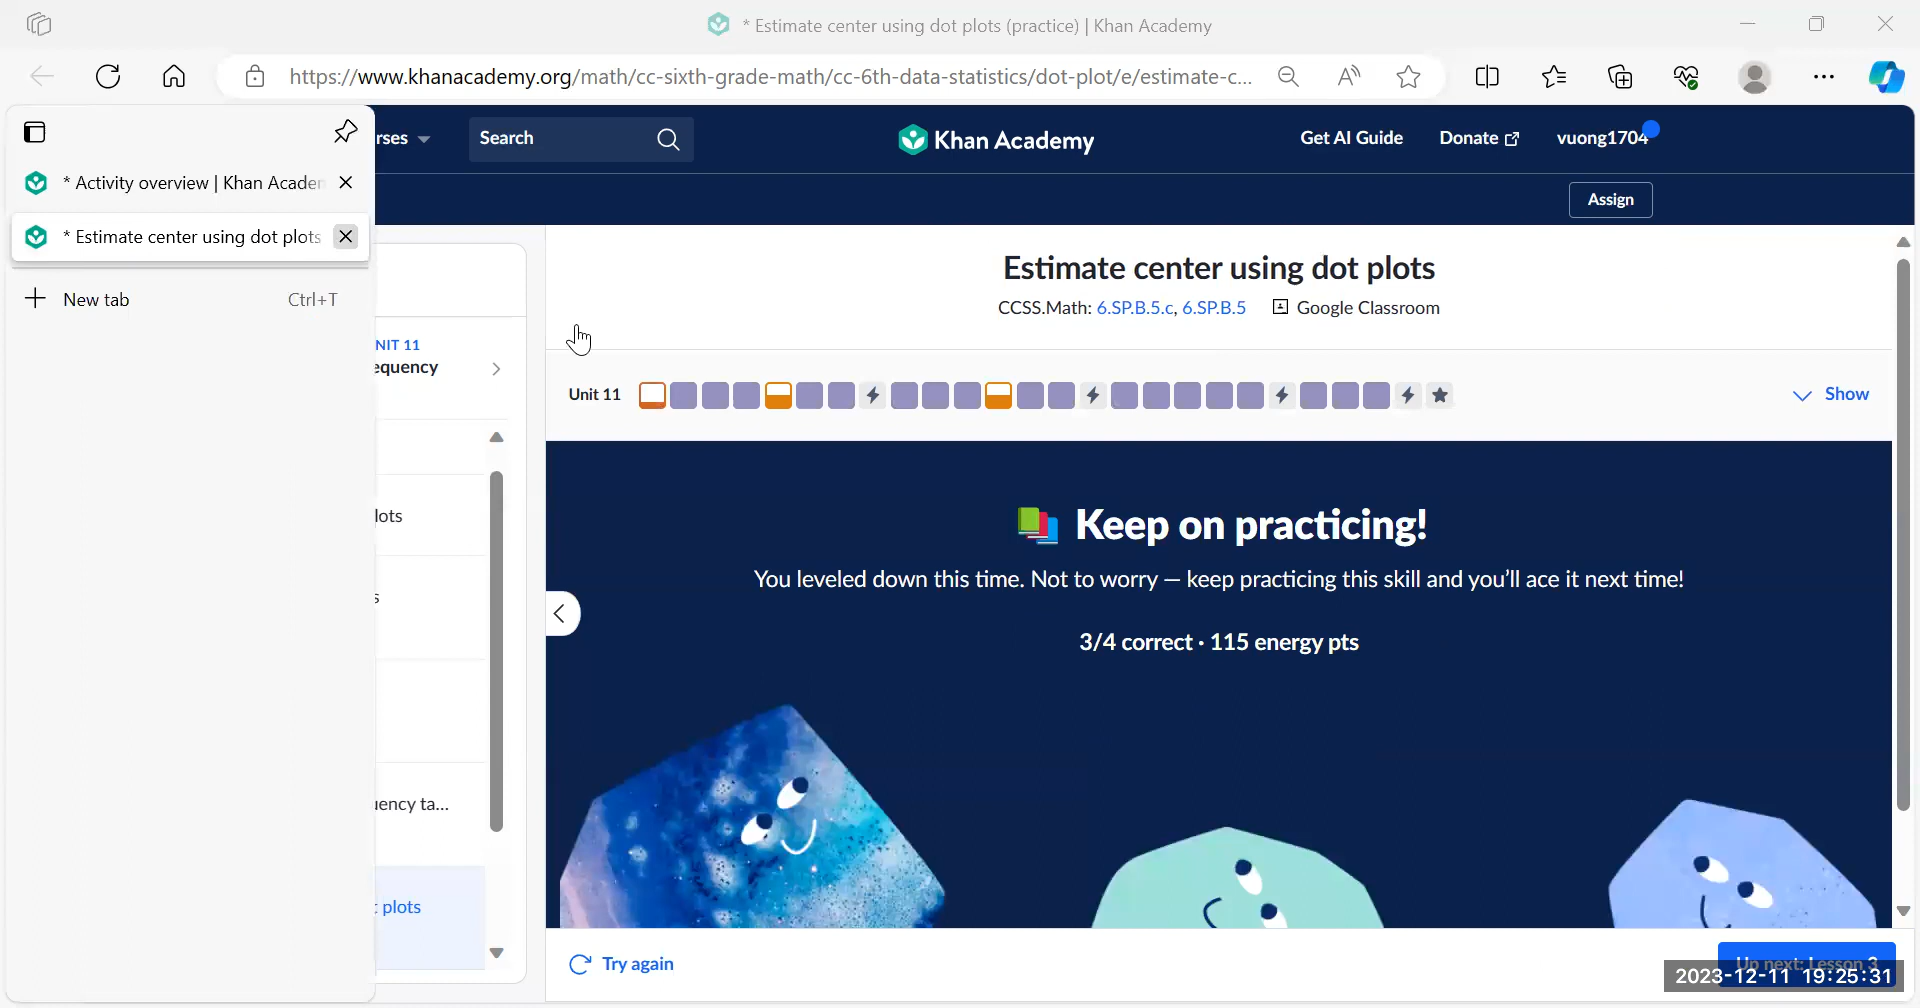 * Estimate center using dot plots (practice) | Khan Academy
https://www.khanacademy.org/math/cc-sixth-grade-math/cc-6th-data-statistics/dot-plot/e/estimate-c...
rses
Search
Khan Academy
Get AI Guide
Donate
vuong1704
* Activity overview | Khan Academ
Assign
* Estimate center using dot plots
New tab
Ctrl+T
Estimate center using dot plots
CCSS.Math: 6.SP.B.5.c, 6.SP.B.5
Google Classroom
NIT 11
equency
Unit 11
Show
lots
s
uency ta...
plots
Keep on practicing!
You leveled down this time. Not to worry — keep practicing this skill and you'll ace it next time!
3/4 correct · 115 energy pts
Try again
Up next: Lesson 3
2023-12-11 19:25:31